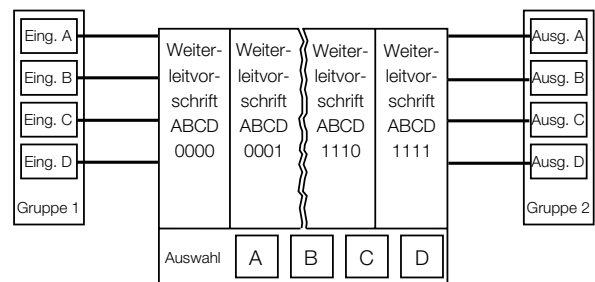 Eing. A
Eing. B
Eing. C
Eing. D
Gruppe 1
Weiter-
leitvor-
schrift
ABCD
0000
Weiter-
leitvor-
schrift
ABCD
0001
Weiter-
leitvor-
schrift
ABCD
1110
Weiter-
leitvor-
schrift
ABCD
1111
Auswahl A B C D
Ausg. A
Ausg. B
Ausg. C
Ausg. D
Gruppe 2